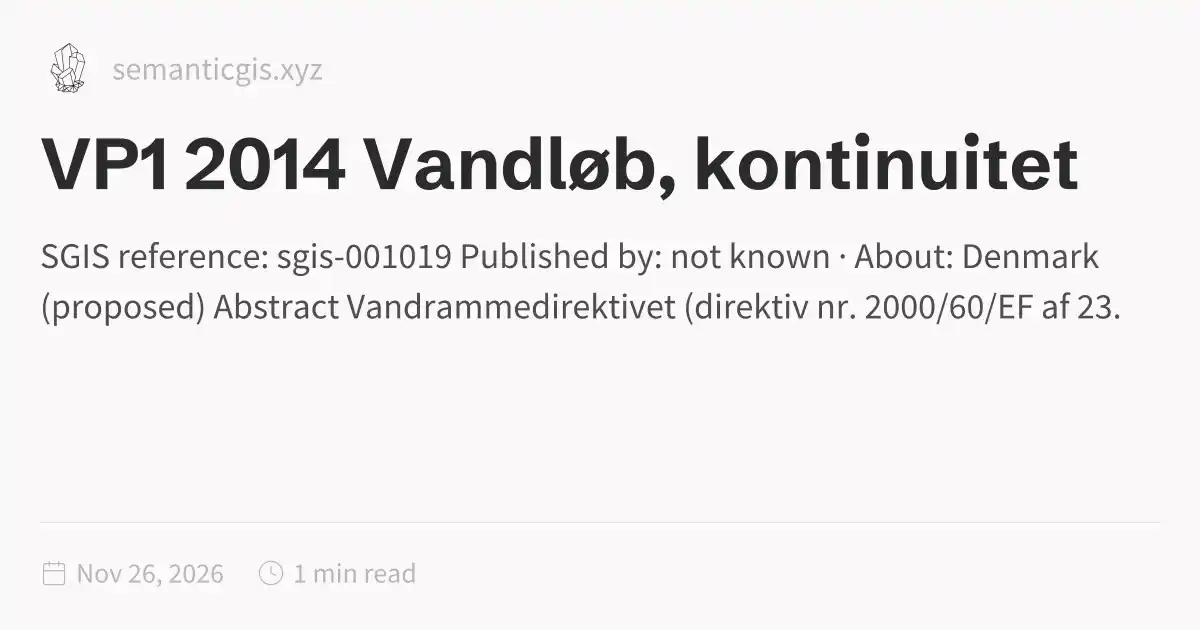 semanticgis.xyz
VP1 2014 Vandløb, kontinuitet
SGIS reference: sgis-001019 Published by: not known · About: Denmark
(proposed) Abstract Vandrammedirektivet (direktiv nr. 2000/60/EF af 23.
Nov 26, 2026 1 min read